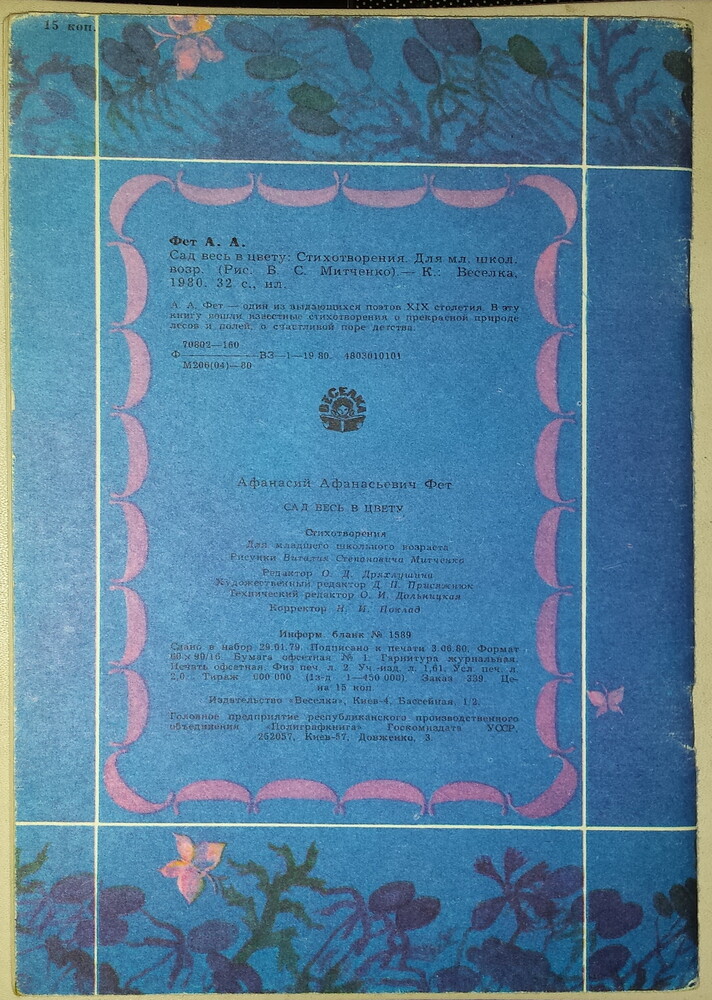 15 коп.
Фет А. А.
Сад весь в цвету: Стихотворения. Для мл. школ.
возр. (Рис. В. С. Митченко).— К.: Веселка,
1980. 32 с., ил.
А. А. Фет — один из выдающихся поэтов XIX столетия. В эту
книгу вошли известные стихотворения о прекрасной природе
лесов и полей, о счастливой поре детства.
70802—160
Ф ———— ВЗ—1—19 80. 4803010101
М206(04)—80
ВЕСЕЛКА
Афанасий Афанасьевич Фет
САД ВЕСЬ В ЦВЕТУ
Стихотворения
Для младшего школьного возраста
Рисунки Виталия Степановича Митченко
Редактор О. Д. Дряпаушина
Художественный редактор Д. П. Присяжнюк
Технический редактор О. И. Дольницкая
Корректор Н. И. Поклад
Информ. бланк № 1589
Сдано в набор 29.01.79. Подписано к печати 3.06.80. Формат
60×90/16. Бумага офсетная № 1. Гарнитура журнальная.
Печать офсетная. Физ печ. л. 2. Уч.-изд. л. 1,61. Усл печ. л.
2,0. Тираж 600 000 (1з-д 1—450 000). Заказ 339. Це-
на 15 коп
Издательство «Веселка», Киев-4, Бассейная, 1/2.
Головное предприятие республиканского производственного
объединения «Полиграфкнига» Госкомиздата УССР,
252057, Киев-57, Довженко, 3.